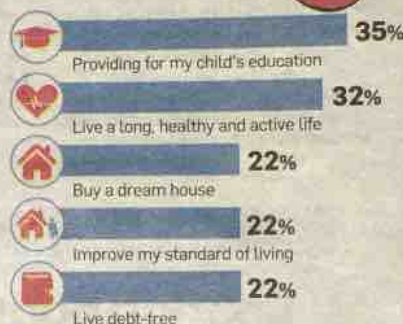 35%
Providing for my child's education
32%
Live a long, healthy and active life
22%
Buy a dream house
22%
Improve my standard of living
22%
Live debt-free